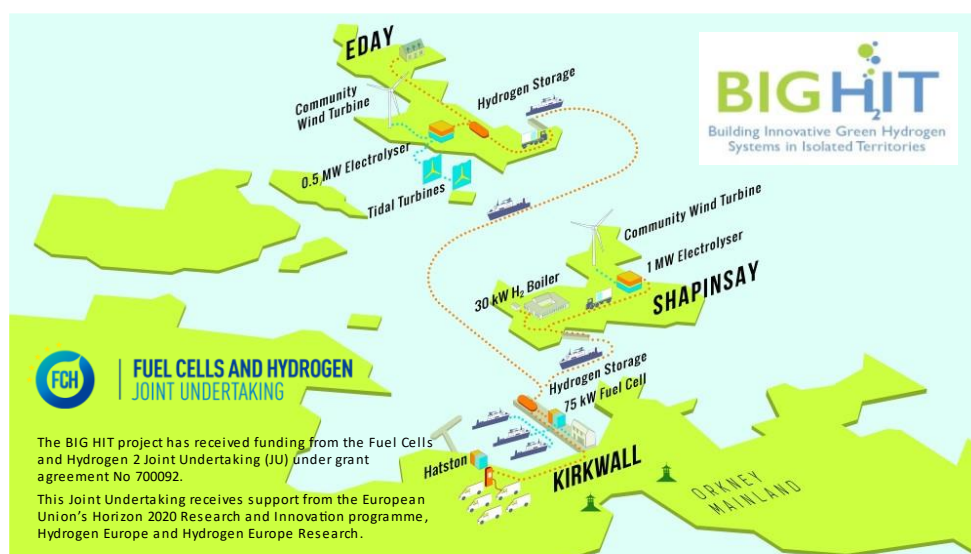 EDAY
Community
Wind Turbine
Hydrogen Storage
0.5 MW Electrolyser
Tidal Turbines
BIG H2IT
Building Innovative Green Hydrogen
Systems in Isolated Territories
Community Wind Turbine
1 MW Electrolyser
30 kW H₂ Boiler
SHAPINSAY
Hydrogen Storage
75 kW Fuel Cell
Hatston
KIRKWALL
ORKNEY
MAINLAND
FCH
FUEL CELLS AND HYDROGEN
JOINT UNDERTAKING
The BIG HIT project has received funding from the Fuel Cells
and Hydrogen 2 Joint Undertaking (JU) under grant
agreement No 700092.
This Joint Undertaking receives support from the European
Union's Horizon 2020 Research and Innovation programme,
Hydrogen Europe and Hydrogen Europe Research.